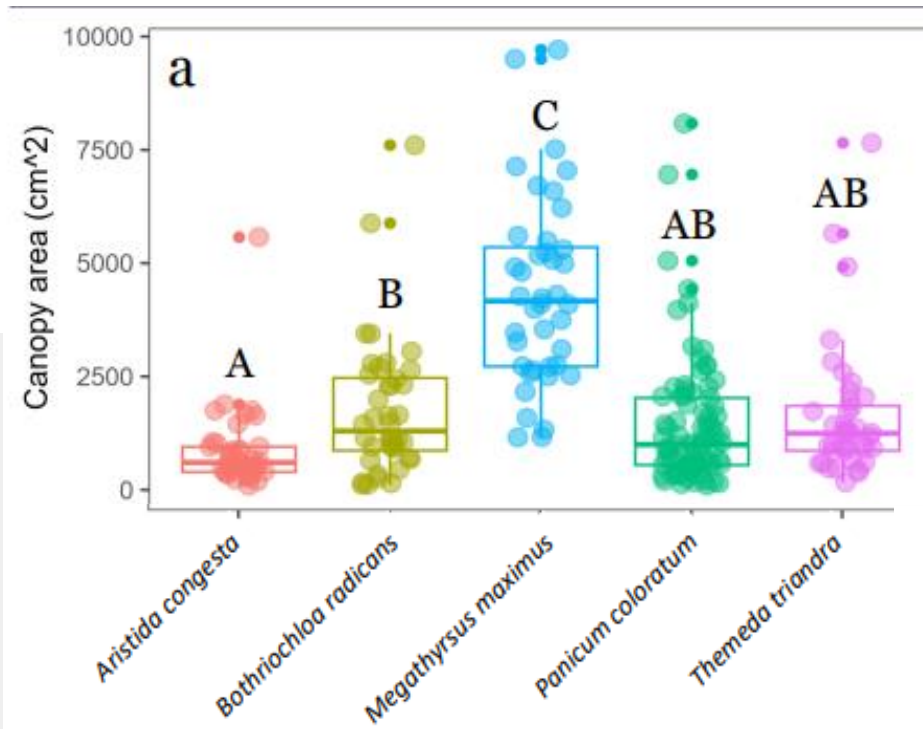 a
Canopy area (cm^2)
10000
7500
5000
2500
0
A
B
C
AB
AB
Aristida congesta
Bothriochloa radicans
Megathyrsus maximus
Panicum coloratum
Themeda triandra